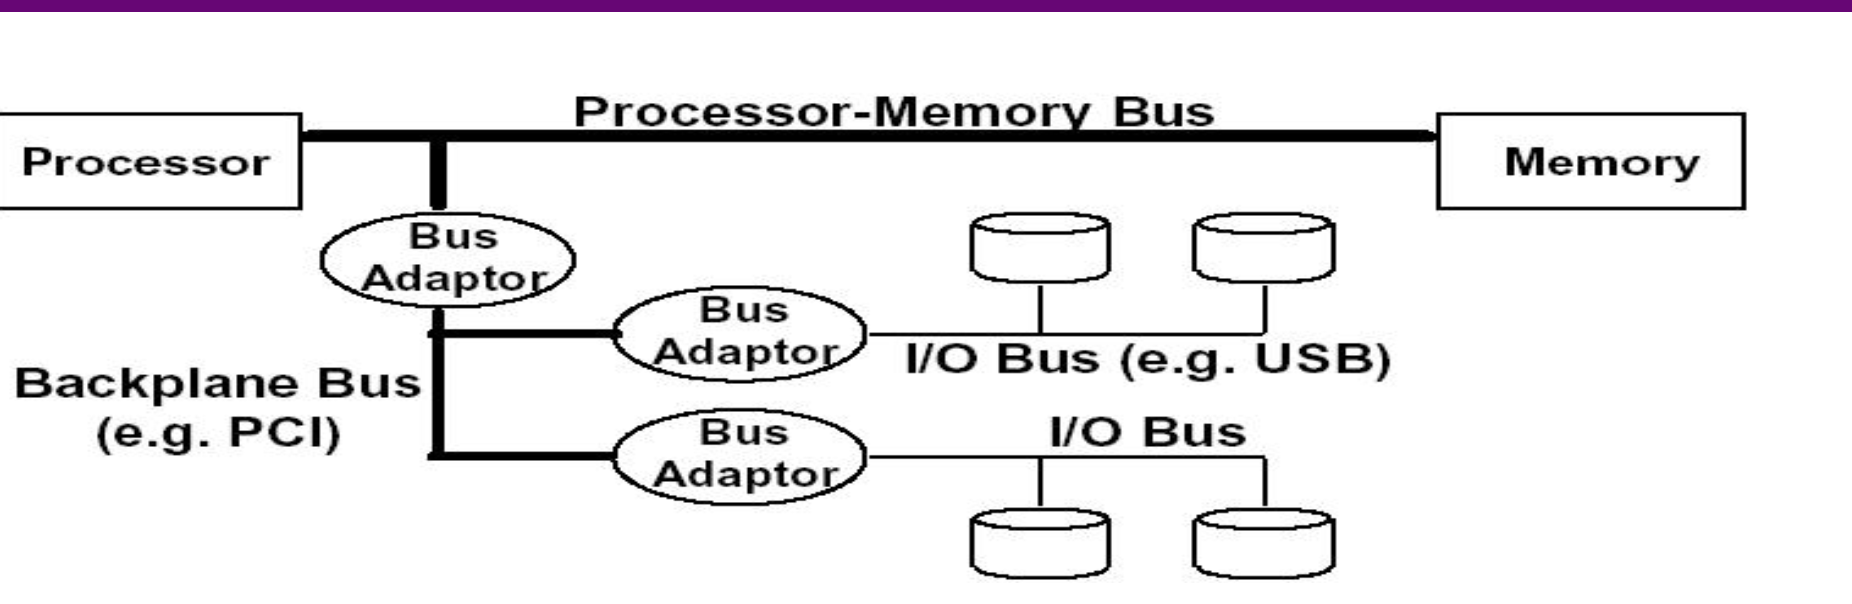 Processor-Memory Bus
Processor
Memory
Bus
Adaptor
Bus
Adaptor
I/O Bus (e.g. USB)
Backplane Bus
(e.g. PCI)
Bus
Adaptor
I/O Bus